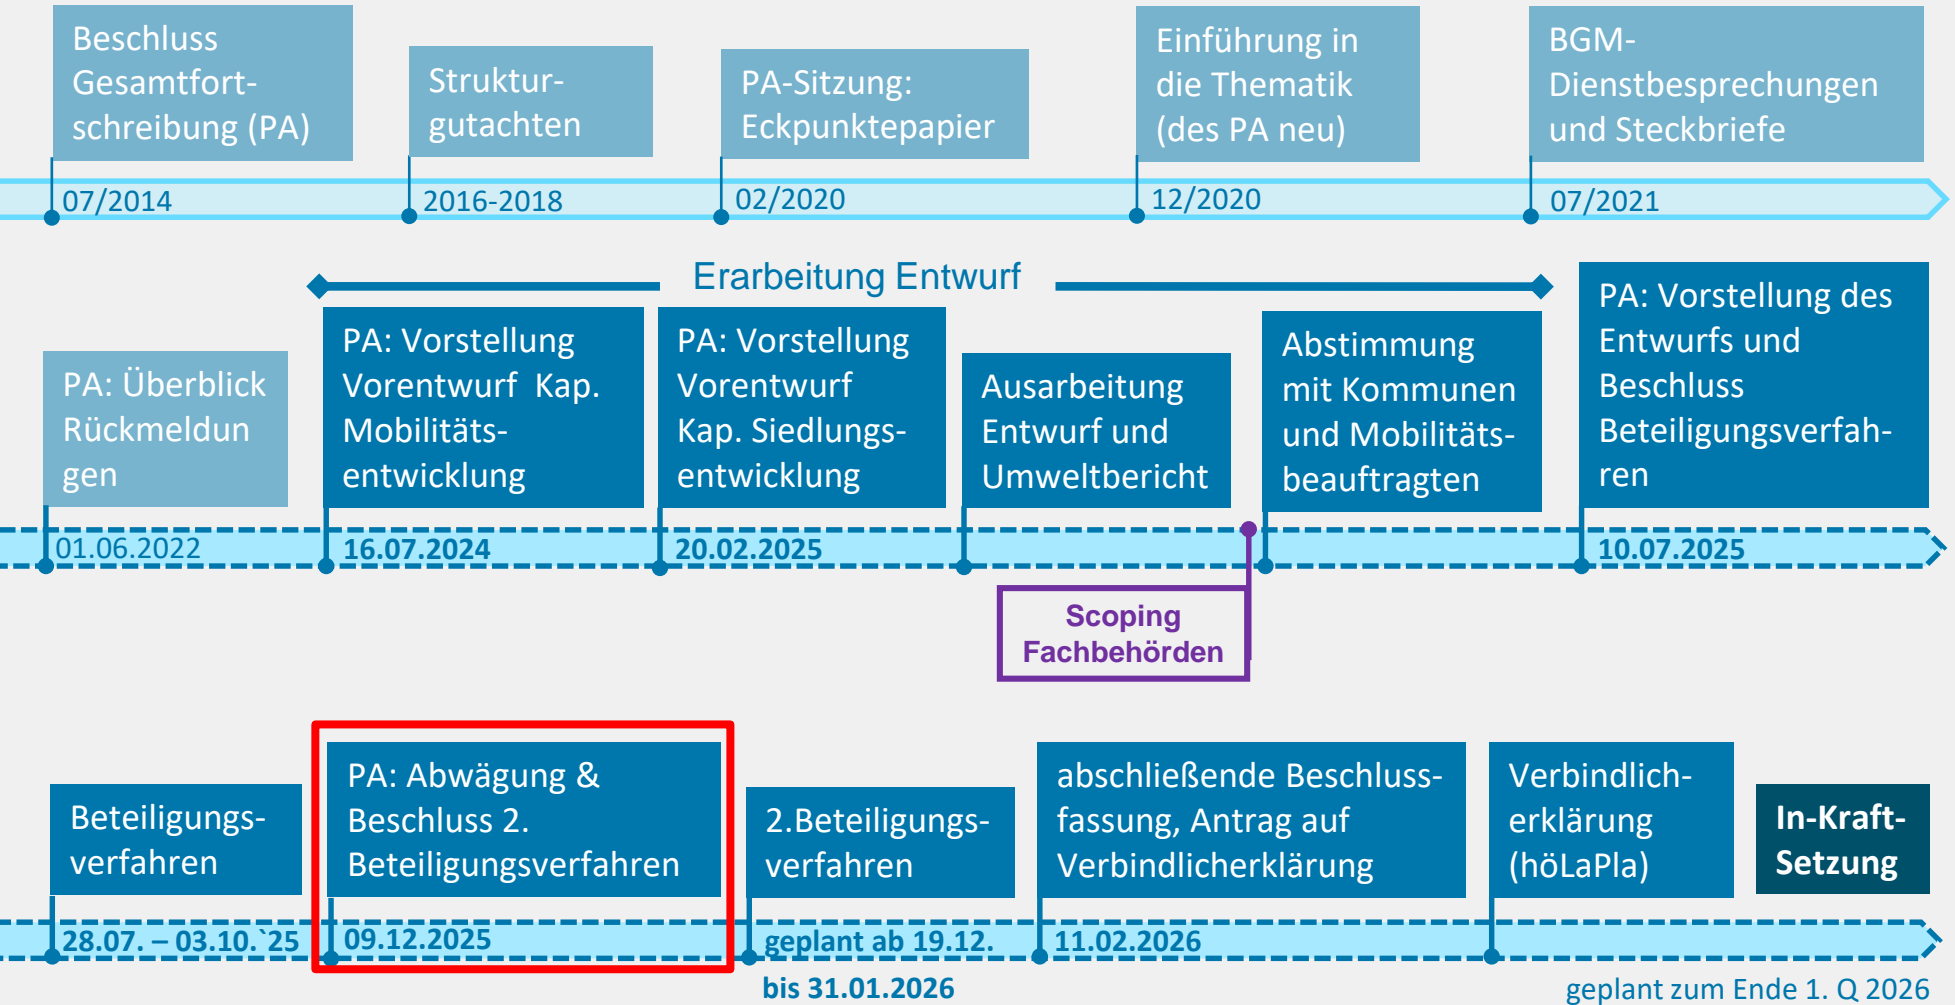 Beschluss
Gesamtfort-
schreibung (PA)
Struktur-
gutachten
PA-Sitzung:
Eckpunktepapier
Einführung in
die Thematik
(des PA neu)
BGM-
Dienstbesprechungen
und Steckbriefe
07/2014
2016-2018
02/2020
12/2020
07/2021
Erarbeitung Entwurf
PA: Überblick
Rückmeldun
gen
PA: Vorstellung
Vorentwurf Kap.
Mobilitäts-
entwicklung
PA: Vorstellung
Vorentwurf
Kap. Siedlungs-
entwicklung
Ausarbeitung
Entwurf und
Umweltbericht
Abstimmung
mit Kommunen
und Mobilitäts-
beauftragten
PA: Vorstellung des
Entwurfs und
Beschluss
Beteiligungsverfah-
ren
01.06.2022
16.07.2024
20.02.2025
10.07.2025
Scoping
Fachbehörden
Beteiligungs-
verfahren
PA: Abwägung &
Beschluss 2.
Beteiligungsverfahren
2.Beteiligungs-
verfahren
abschließende Beschluss-
fassung, Antrag auf
Verbindlicherklärung
Verbindlich-
erklärung
(höLaPla)
In-Kraft-
Setzung
28.07. – 03.10.`25
09.12.2025
geplant ab 19.12.
bis 31.01.2026
11.02.2026
geplant zum Ende 1. Q 2026